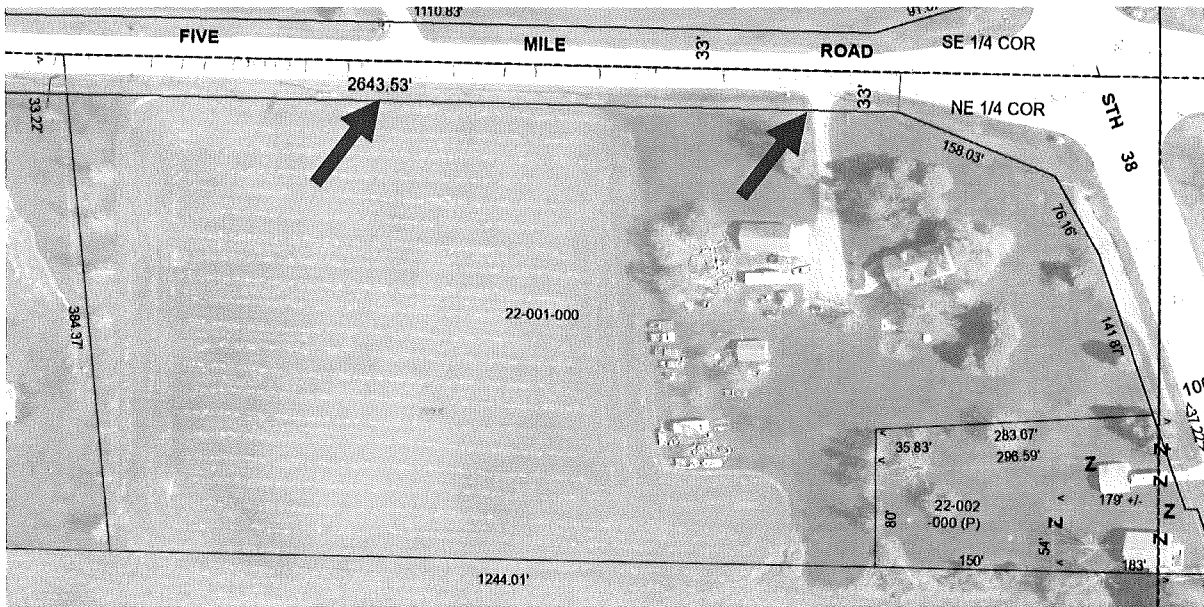 1110.83'
FIVE MILE ROAD
33'
SE 1/4 COR
2643.53'
33'
NE 1/4 COR
STH 38
33.22'
158.03'
76.16'
22-001-000
384.37'
141.87'
<37.22'
283.07'
35.83'
296.59'
Z
Z
Z
179' +/-
22-002
-000 (P)
Z
Z
80'
54'
Z
150'
183'
1244.01'